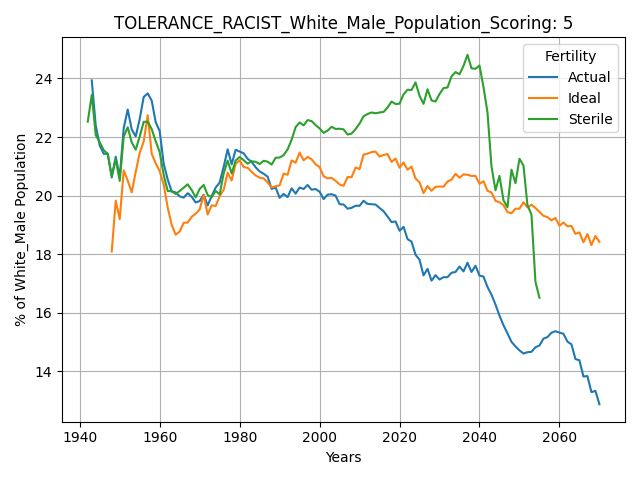 TOLERANCE_RACIST_White_Male_Population_Scoring: 5
Fertility
Actual
Ideal
Sterile
% of White_Male Population
24
22
20
18
16
14
1940 1960 1980 2000 2020 2040 2060
Years